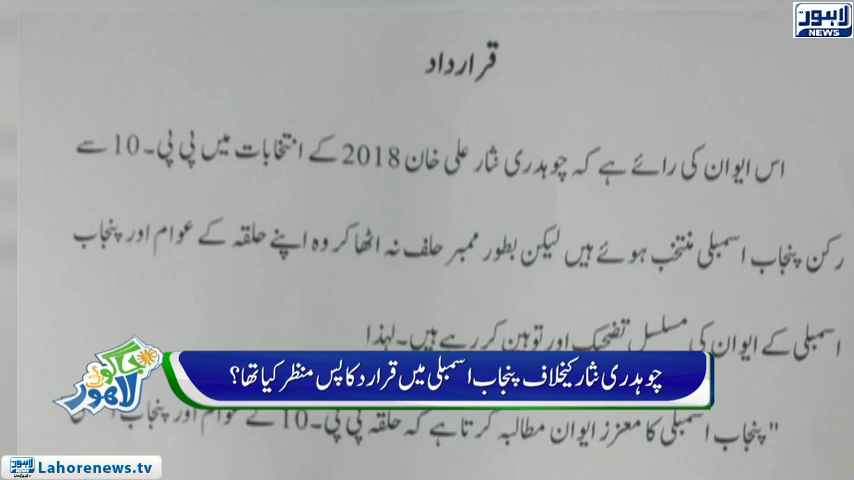 لاہور
NEWS
قرارداد
اس ایوان کی رائے ہے کہ چوہدری نثار علی خان 2018 کے انتخابات میں پی پی۔10 سے
رکن پنجاب اسمبلی منتخب ہوئے ہیں لیکن بطور ممبر حلف نہ اٹھا کر وہ اپنے حلقہ کے عوام اور پنجاب
اسمبلی کے ایوان کی مسلسل تضحیک اور توہین کر رہے ہیں۔ لہذا
جاگو لاہور
چوہدری نثار کیخلاف پنجاب اسمبلی میں قرارد کا پس منظر کیا تھا؟
"پنجاب اسمبلی کا معزز ایوان مطالبہ کرتا ہے کہ حلقہ پی پی۔10 کے عوام اور پنجاب
لاہور
NEWS
Lahorenews.tv